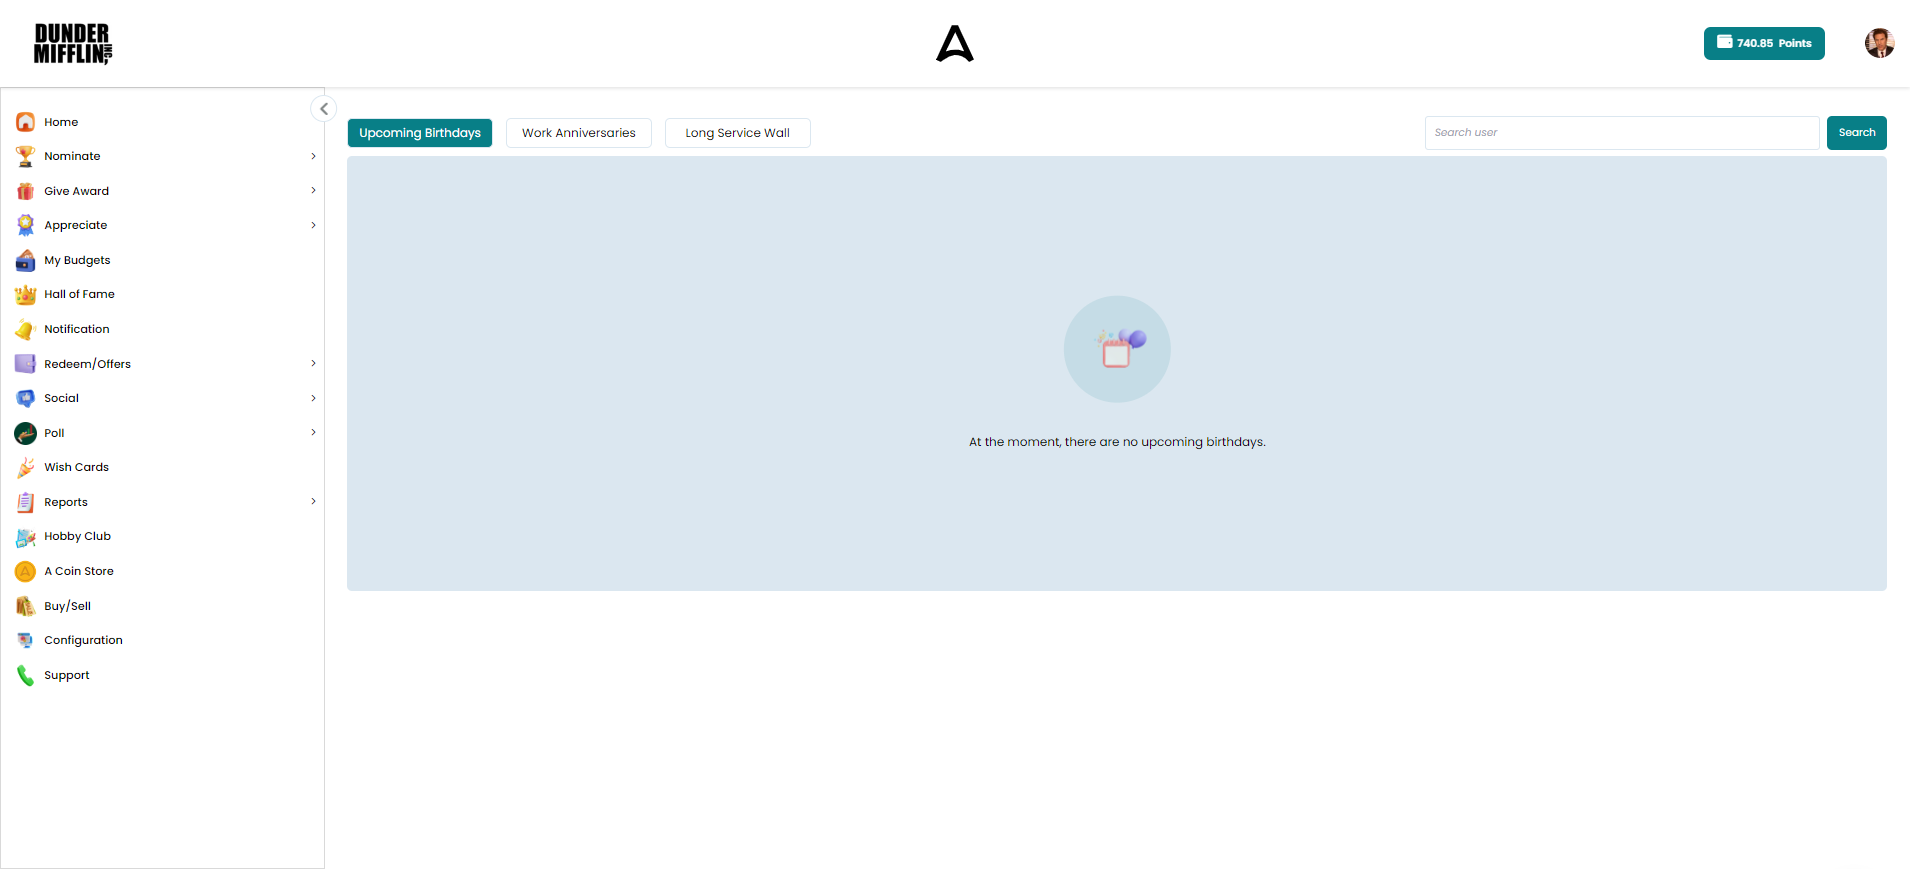 DUNDER
MIFFLIN, INC
A
740.85 Points
Home
Nominate
Give Award
Appreciate
My Budgets
Hall of Fame
Notification
Redeem/Offers
Social
Poll
Wish Cards
Reports
Hobby Club
A Coin Store
Buy/Sell
Configuration
Support
Upcoming Birthdays
Work Anniversaries
Long Service Wall
Search user
Search
At the moment, there are no upcoming birthdays.